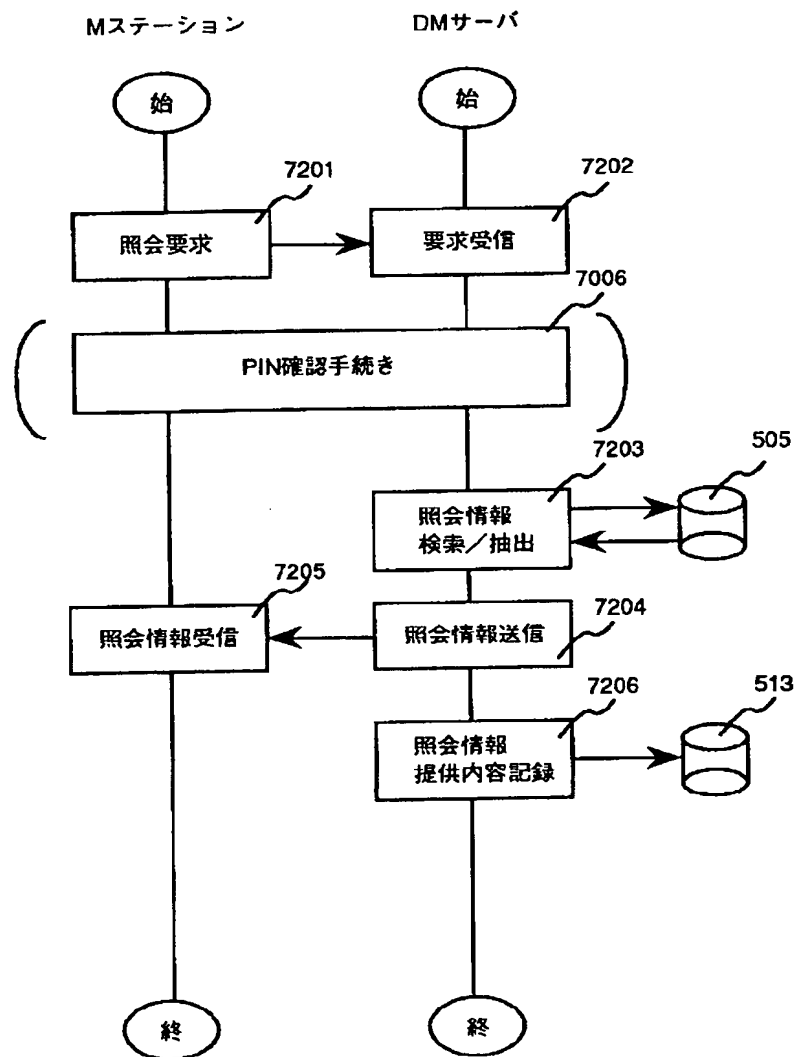 Mステーション
DMサーバ
始
始
7201
7202
照会要求
要求受信
7006
PIN確認手続き
7203
505
照会情報
検索／抽出
7205
7204
照会情報受信
照会情報送信
7206
513
照会情報
提供内容記録
終
終